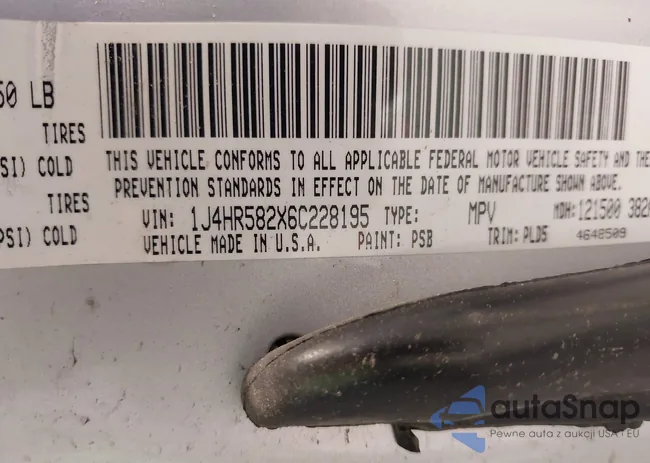 50 LB
TIRES
THIS VEHICLE CONFORMS TO ALL APPLICABLE FEDERAL MOTOR VEHICLE SAFETY AND THE
PSI) COLD
PREVENTION STANDARDS IN EFFECT ON THE DATE OF MANUFACTURE SHOWN ABOVE.
TIRES
VIN: 1J4HR582X6C228195 TYPE: MPV MDH:121500 382
PSI) COLD
VEHICLE MADE IN U.S.A. PAINT: PSB TRIM: PLD5 4648509
autaSnap
Pewne auta z aukcji USA i EU